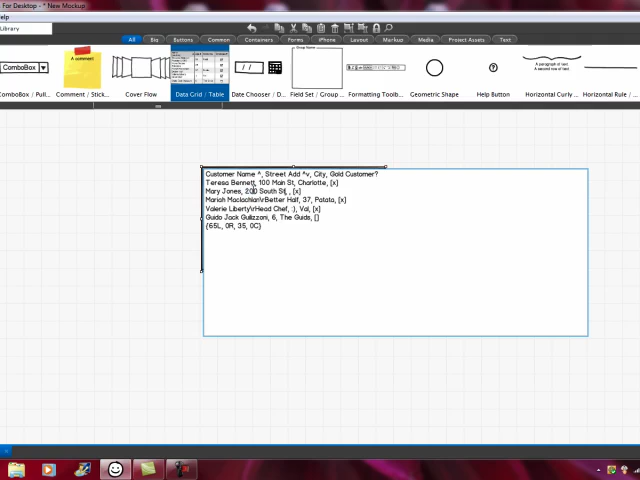 For Desktop - * New Mockup
elp
Library
All
Big
Buttons
Common
Containers
Forms
iPhone
Layout
Markup
Media
Project Assets
Text
ComboBox
A comment
Group Name
A paragraph of text.
A second row of text.
ComboBox / Pull...
Comment / Stick...
Cover Flow
Data Grid / Table
Date Chooser / D...
Field Set / Group ...
Formatting Toolb...
Geometric Shape
Help Button
Horizontal Curly ...
Horizontal Rule / ...
Customer Name ^, Street Add ^v, City, Gold Customer?
Teresa Bennett, 100 Main St, Charlotte, [x]
Mary Jones, 200 South St, , [x]
Mariah Maclachlan\rBetter Half, 37, Potato, [x]
Valerie Liberty\rHead Chef, :), Val, [x]
Guido Jack Guilizzoni, 6, The Guids, []
{65L, 0R, 35, 0C}